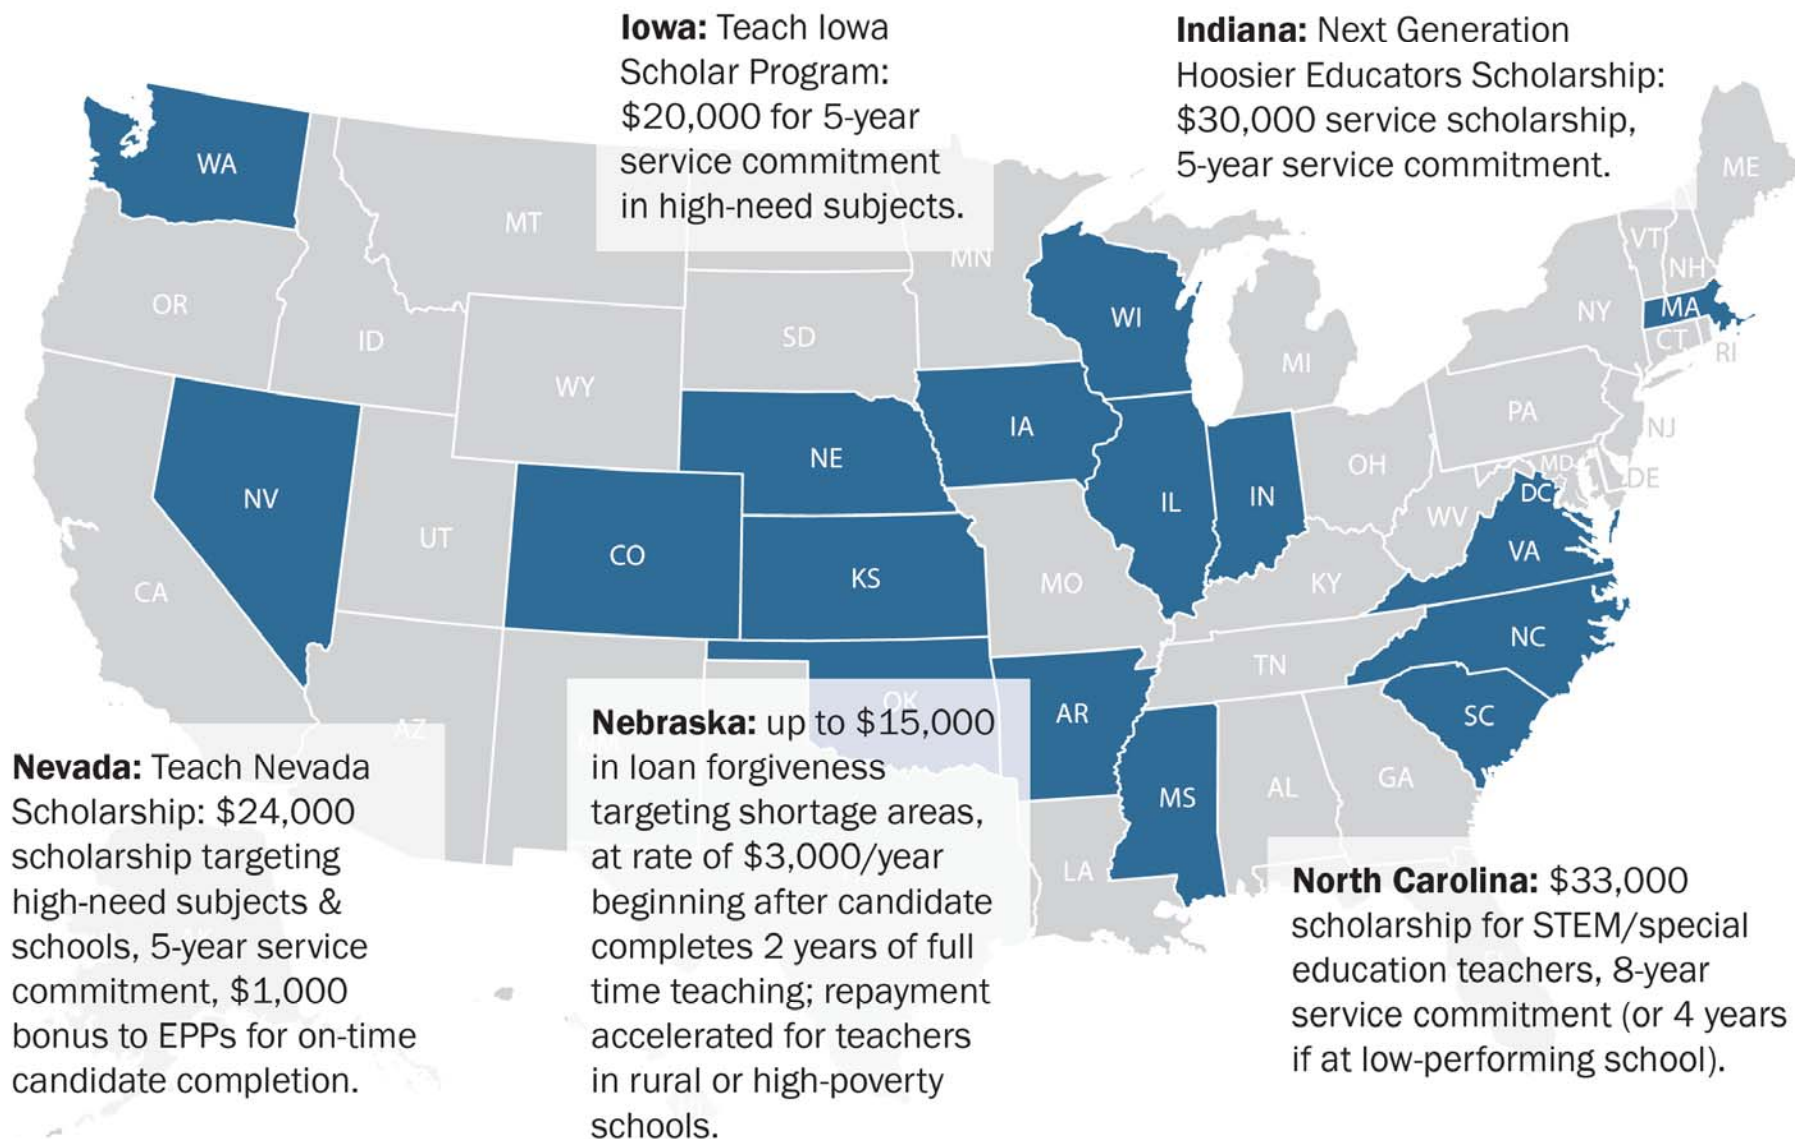 Iowa: Teach Iowa
Scholar Program:
$20,000 for 5-year
service commitment
in high-need subjects.
Indiana: Next Generation
Hoosier Educators Scholarship:
$30,000 service scholarship,
5-year service commitment.
WA
MT
ME
OR
ID
MN
VT
NH
WI
NY
MA
SD
CT
RI
WY
MI
IA
PA
NJ
NE
OH
MD
DE
NV
IL
IN
DC
UT
WV
CO
VA
CA
KS
MO
KY
NC
TN
OK
AR
SC
AZ
MS
AL
GA
LA
Nevada: Teach Nevada
Scholarship: $24,000
scholarship targeting
high-need subjects &
schools, 5-year service
commitment, $1,000
bonus to EPPs for on-time
candidate completion.
Nebraska: up to $15,000
in loan forgiveness
targeting shortage areas,
at rate of $3,000/year
beginning after candidate
completes 2 years of full
time teaching; repayment
accelerated for teachers
in rural or high-poverty
schools.
North Carolina: $33,000
scholarship for STEM/special
education teachers, 8-year
service commitment (or 4 years
if at low-performing school).